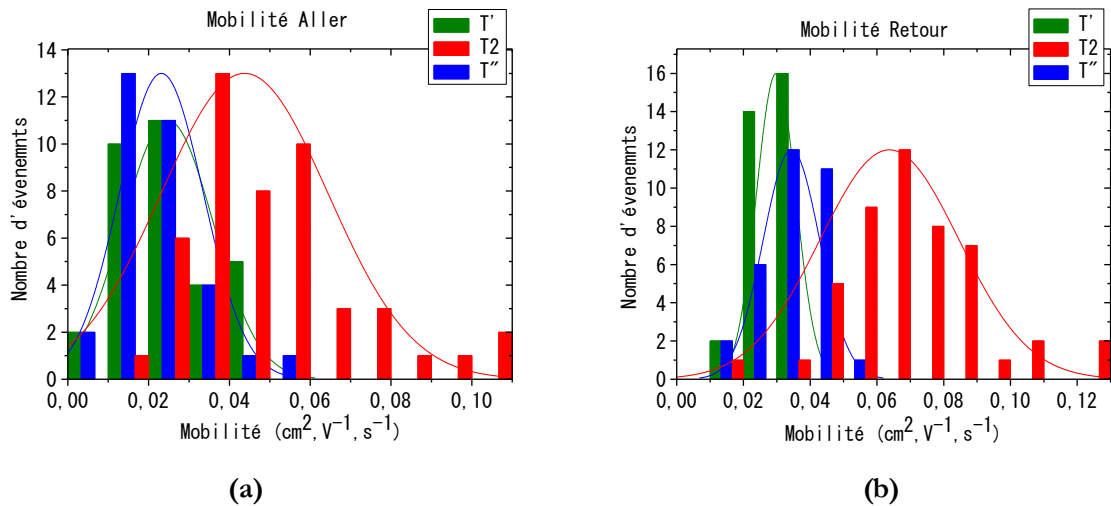 Mobilité Aller
T'
T2
T"
14
12
10
8
6
4
2
0
Nombre d'évenemnts
0,00 0,02 0,04 0,06 0,08 0,10
Mobilité (cm²,V⁻¹,s⁻¹)
(a)
Mobilité Retour
T'
T2
T"
16
14
12
10
8
6
4
2
0
Nombre d'évenemnts
0,00 0,02 0,04 0,06 0,08 0,10 0,12
Mobilité (cm²,V⁻¹,s⁻¹)
(b)